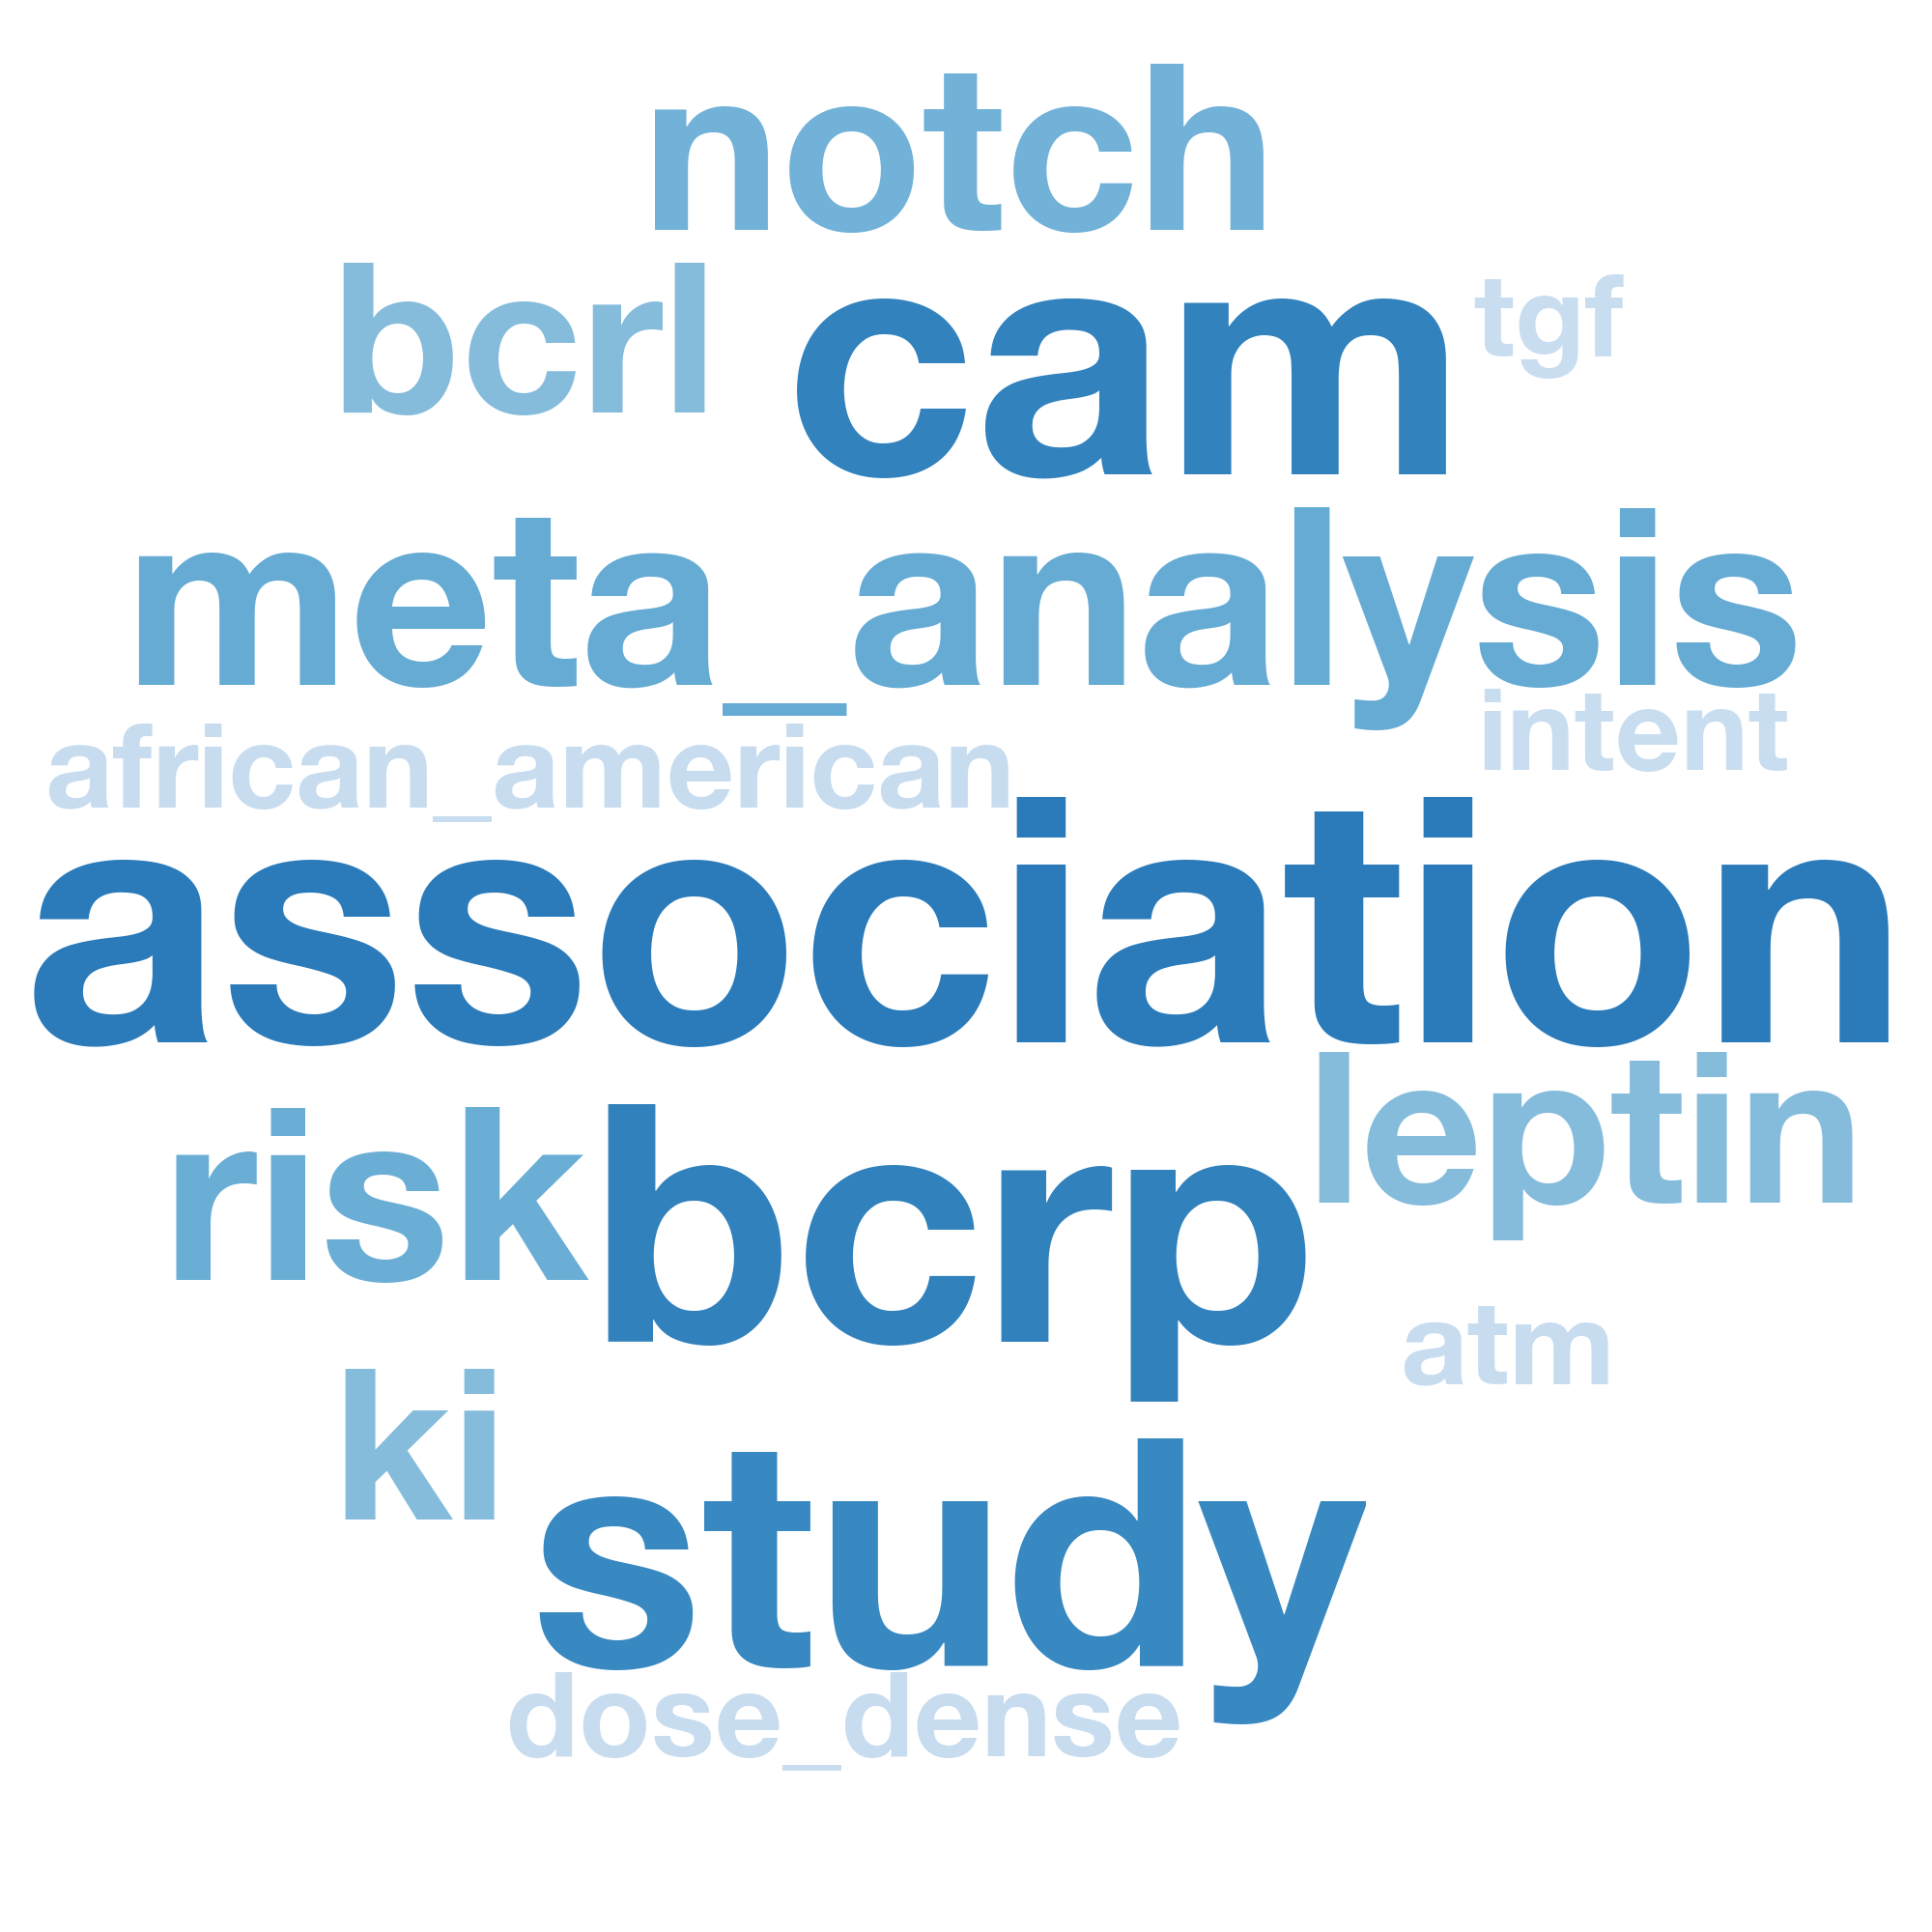 notch
bcrl cam tgf
meta_analysis
african_american intent
association
risk bcrp leptin
atm
ki
study
dose_dense